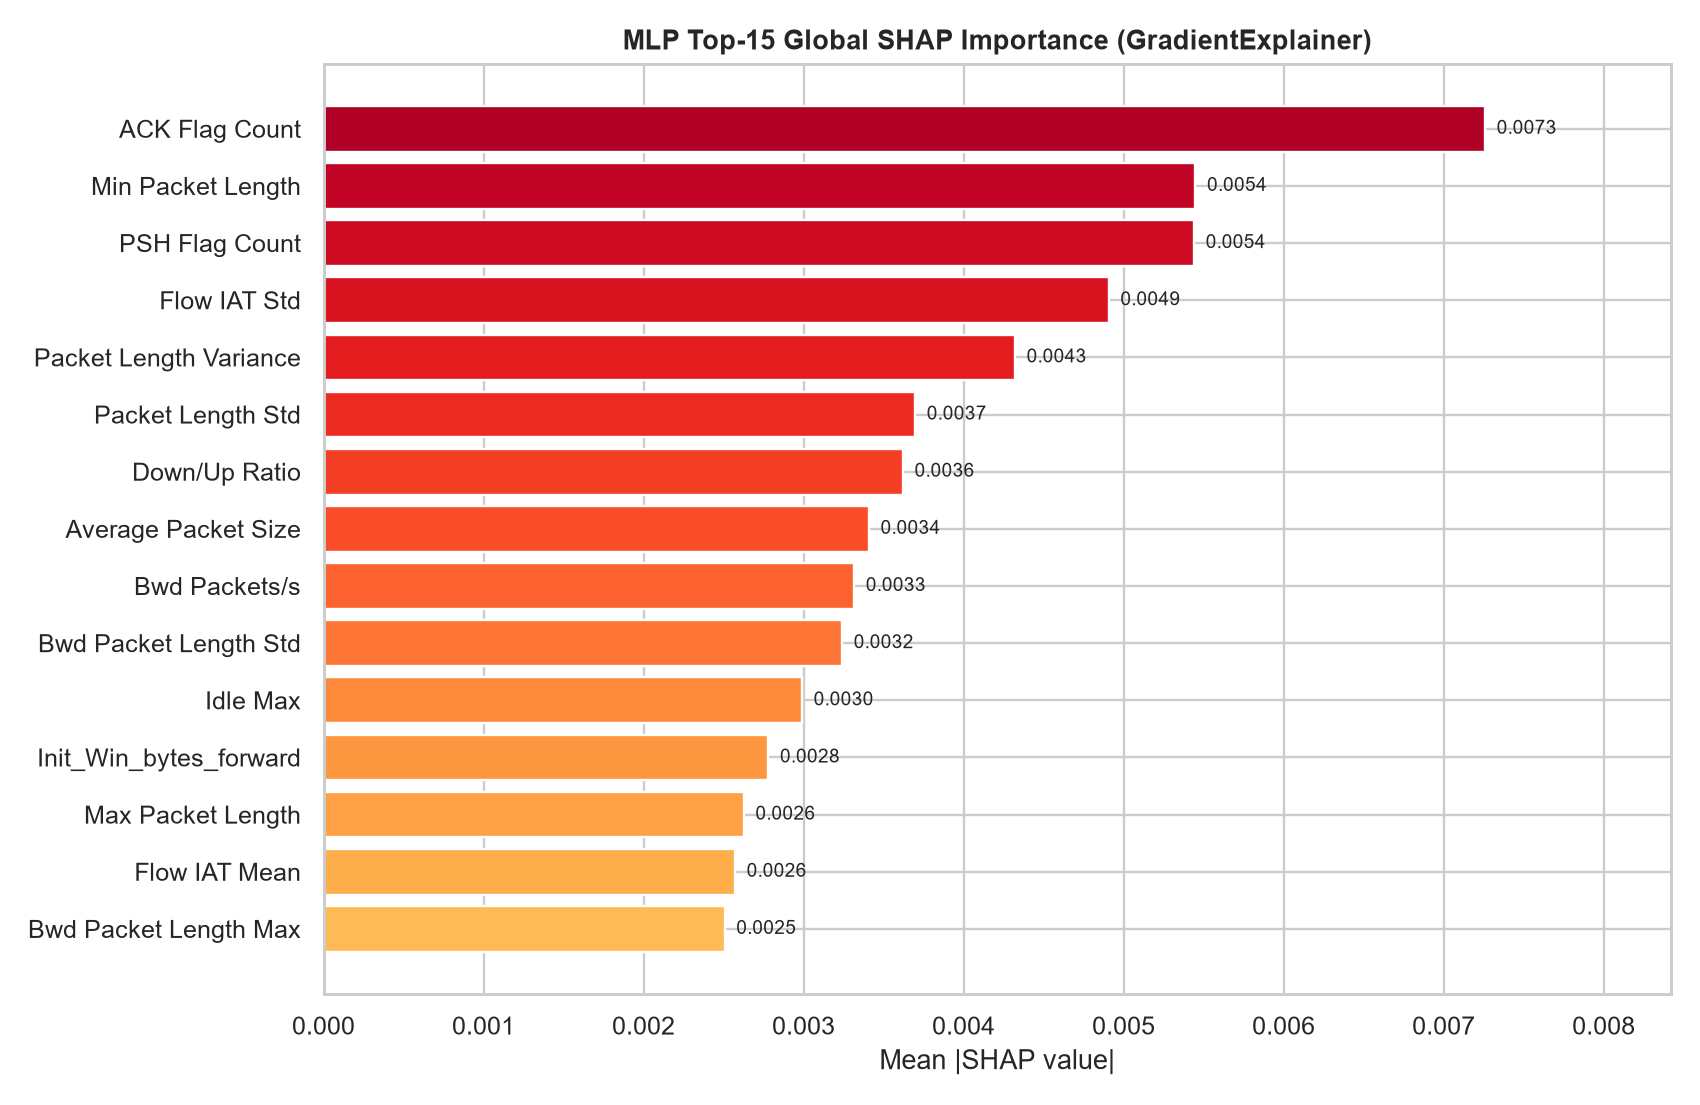 MLP Top-15 Global SHAP Importance (GradientExplainer)
ACK Flag Count 0.0073
Min Packet Length 0.0054
PSH Flag Count 0.0054
Flow IAT Std 0.0049
Packet Length Variance 0.0043
Packet Length Std 0.0037
Down/Up Ratio 0.0036
Average Packet Size 0.0034
Bwd Packets/s 0.0033
Bwd Packet Length Std 0.0032
Idle Max 0.0030
Init_Win_bytes_forward 0.0028
Max Packet Length 0.0026
Flow IAT Mean 0.0026
Bwd Packet Length Max 0.0025
0.000 0.001 0.002 0.003 0.004 0.005 0.006 0.007 0.008
Mean |SHAP value|